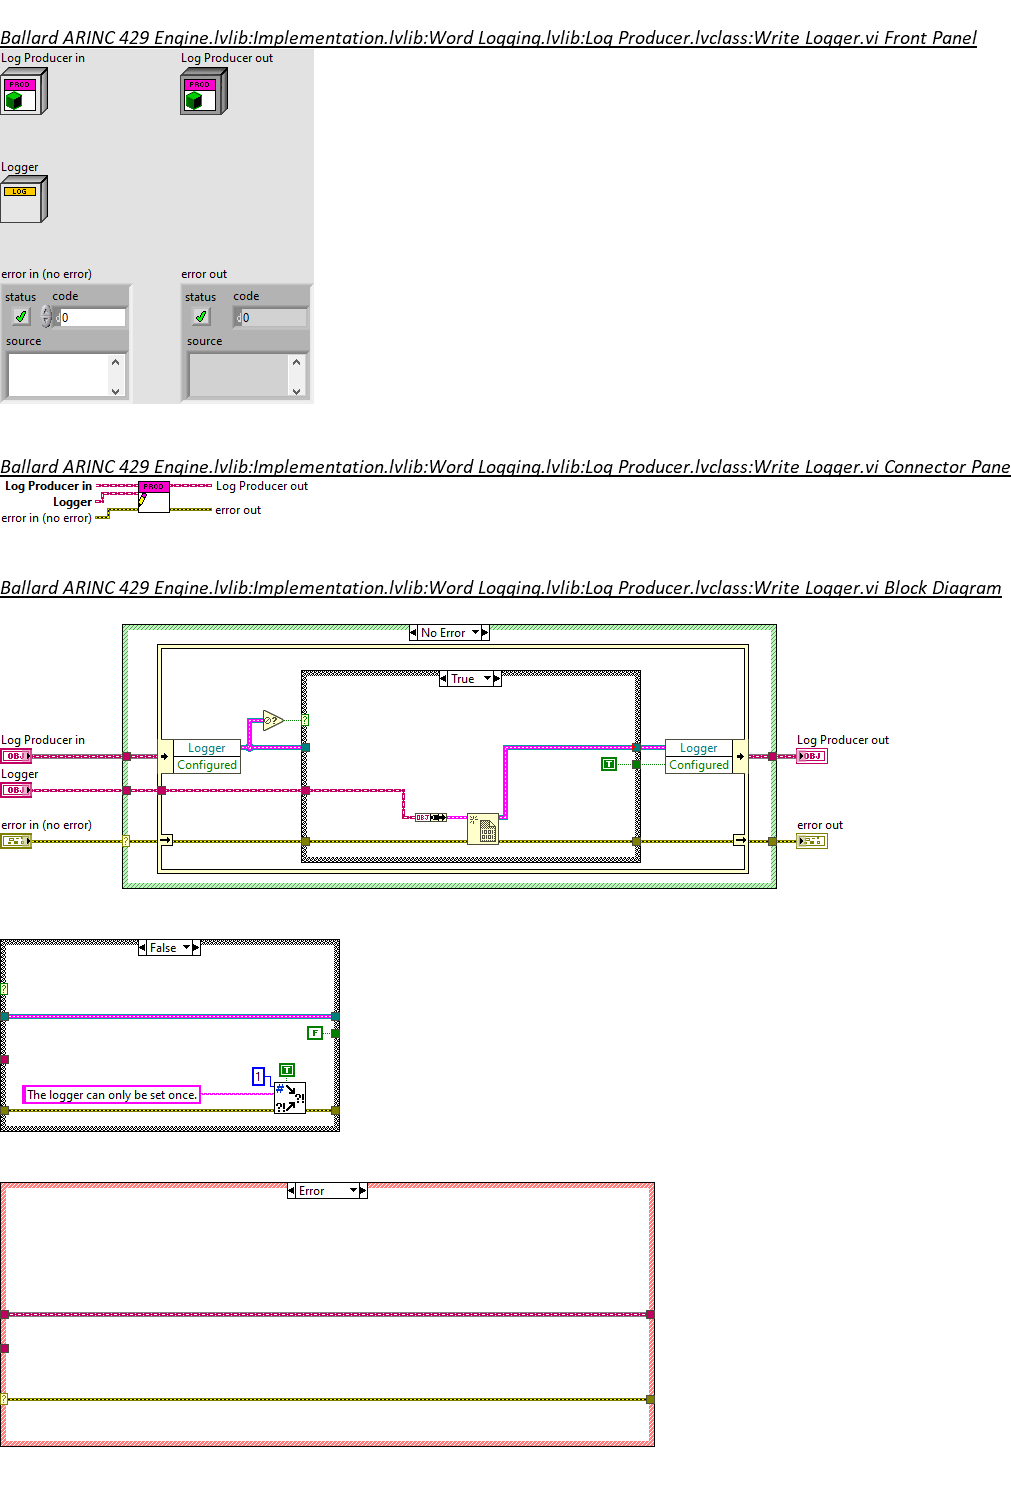 Ballard ARINC 429 Engine.lvlib:Implementation.lvlib:Word Logging.lvlib:Log Producer.lvclass:Write Logger.vi Front Panel
Log Producer in
Log Producer out
PROD
PROD
Logger
LOG
error in (no error)
error out
status
code
status
code
d0
d0
source
source
Ballard ARINC 429 Engine.lvlib:Implementation.lvlib:Word Logging.lvlib:Log Producer.lvclass:Write Logger.vi Connector Pane
Log Producer in
PROD
Log Producer out
Logger
error in (no error)
error out
Ballard ARINC 429 Engine.lvlib:Implementation.lvlib:Word Logging.lvlib:Log Producer.lvclass:Write Logger.vi Block Diagram
No Error
True
?
?
Log Producer in
Logger
Logger
Log Producer out
OBJ
Configured
T
Configured
OBJ
Logger
OBJ
OBJ
error in (no error)
error out
?
False
?
F
T
1
The logger can only be set once.
#
?!
?!
Error
?